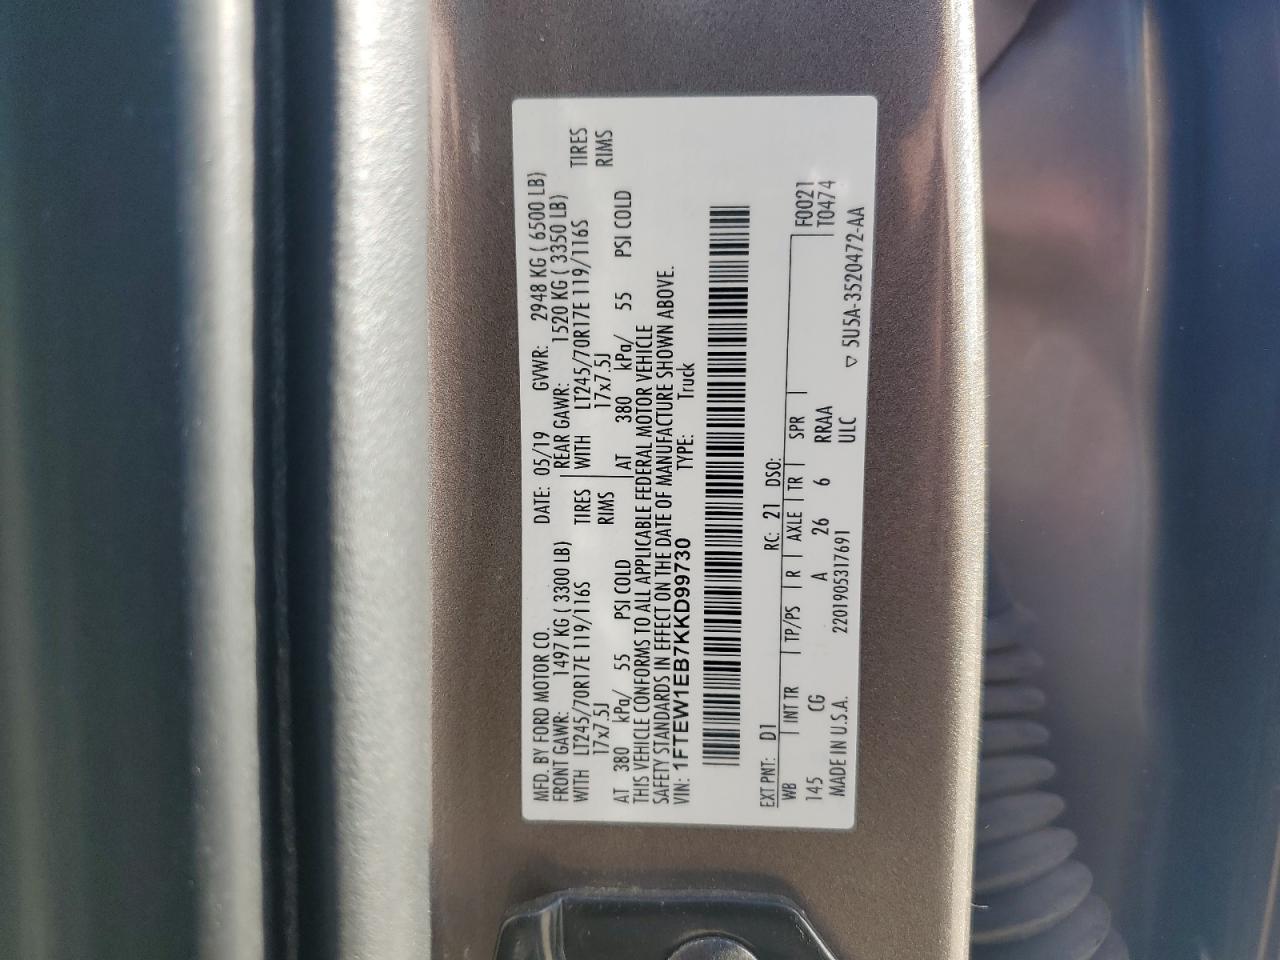 MFD. BY FORD MOTOR CO. DATE: 05/19 GVWR: 2948 KG ( 6500 LB)
FRONT GAWR: 1497 KG ( 3300 LB) REAR GAWR: 1520 KG ( 3350 LB)
WITH LT245/70R17E 119/116S TIRES WITH LT245/70R17E 119/116S TIRES
17x7.5J RIMS 17x7.5J RIMS
AT 380 kPa/ 55 PSI COLD AT 380 kPa/ 55 PSI COLD
THIS VEHICLE CONFORMS TO ALL APPLICABLE FEDERAL MOTOR VEHICLE
SAFETY STANDARDS IN EFFECT ON THE DATE OF MANUFACTURE SHOWN ABOVE.
VIN: 1FTEW1EB7KKD99730 TYPE: Truck
EXT PNT: D1 RC: 21 DSO:
WB INT TR TP/PS R AXLE TR SPR F0021
145 CG A 26 6 RRAA T0474
MADE IN U.S.A. 2201905317691 ULC ▽ 5U5A-3520472-AA